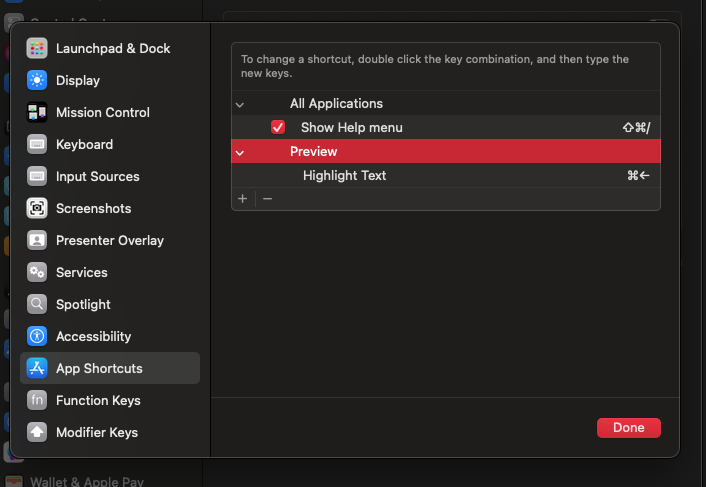 Launchpad & Dock
Display
Mission Control
Keyboard
Input Sources
Screenshots
Presenter Overlay
Services
Spotlight
Accessibility
App Shortcuts
fn Function Keys
Modifier Keys
To change a shortcut, double click the key combination, and then type the
new keys.
All Applications
Show Help menu ⇧⌘/
Preview
Highlight Text ⌘←
+ −
Done
Wallet & Apple Pay